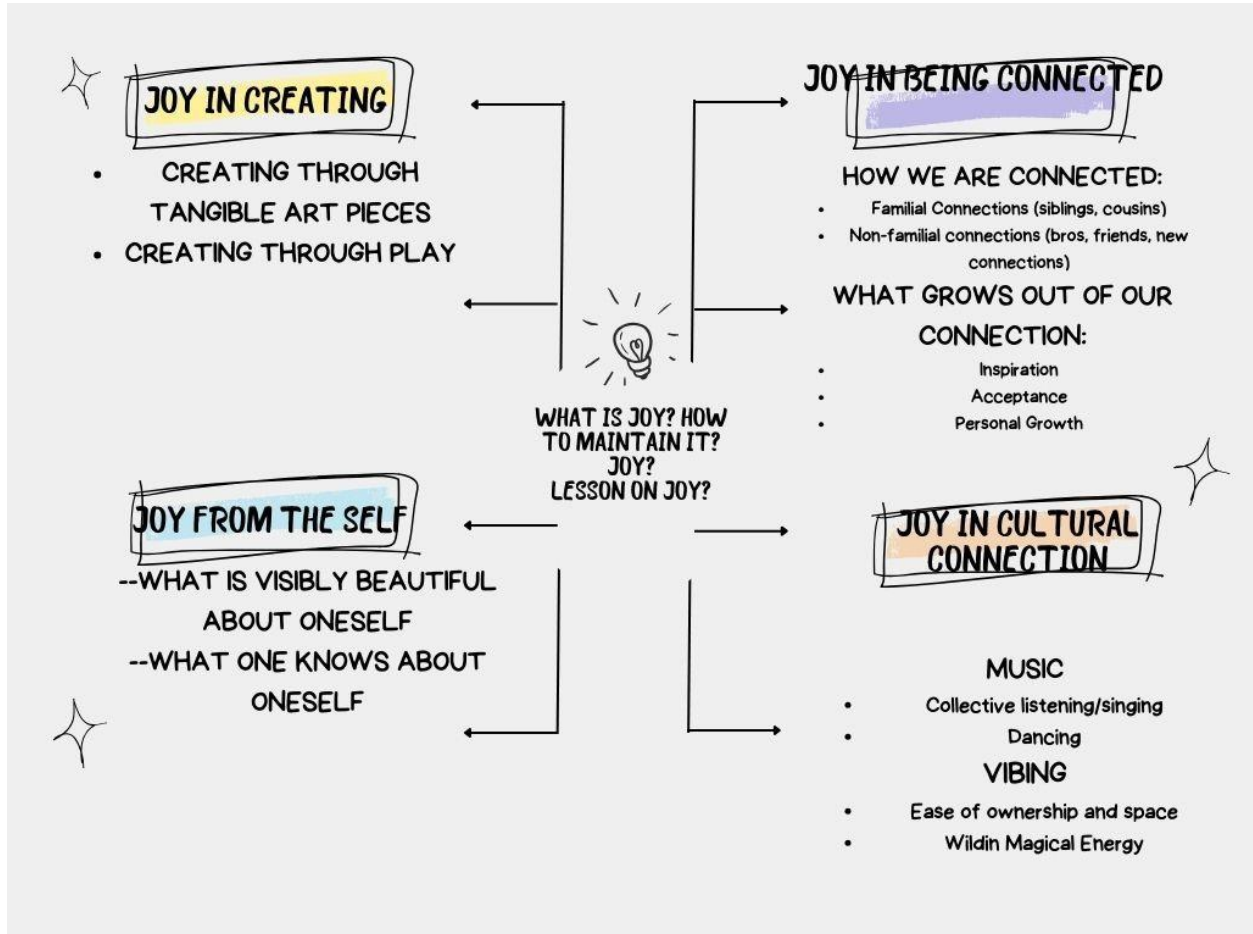 JOY IN CREATING
• CREATING THROUGH
TANGIBLE ART PIECES
• CREATING THROUGH PLAY
JOY IN BEING CONNECTED
HOW WE ARE CONNECTED:
• Familial Connections (siblings, cousins)
• Non-familial connections (bros, friends, new
connections)
WHAT GROWS OUT OF OUR
CONNECTION:
• Inspiration
• Acceptance
• Personal Growth
WHAT IS JOY? HOW
TO MAINTAIN IT?
JOY?
LESSON ON JOY?
JOY FROM THE SELF
--WHAT IS VISIBLY BEAUTIFUL
ABOUT ONESELF
--WHAT ONE KNOWS ABOUT
ONESELF
JOY IN CULTURAL
CONNECTION
MUSIC
• Collective listening/singing
• Dancing
VIBING
• Ease of ownership and space
• Wildin Magical Energy